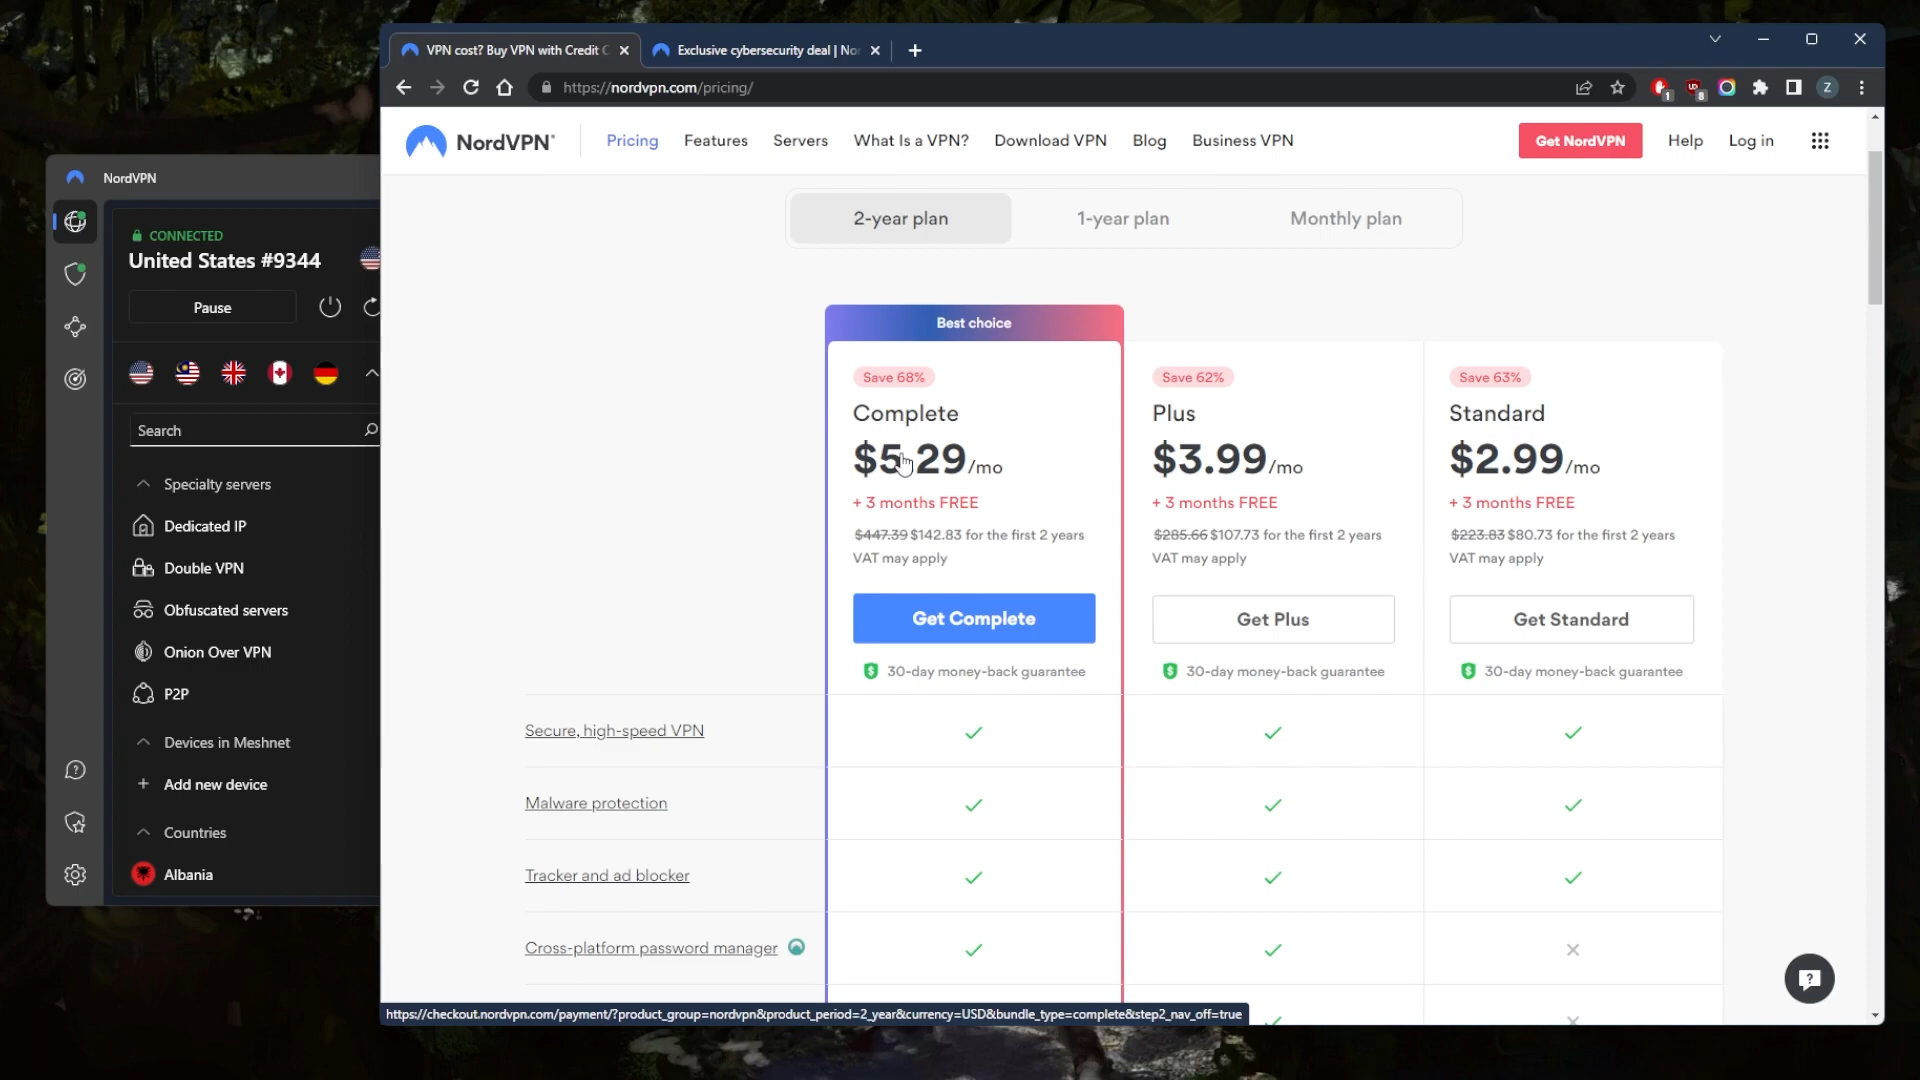 VPN cost? Buy VPN with Credit C
Exclusive cybersecurity deal | Nor
https://nordvpn.com/pricing/
1
8
Z
NordVPN
Pricing
Features
Servers
What Is a VPN?
Download VPN
Blog
Business VPN
Get NordVPN
Help
Log in
NordVPN
CONNECTED
United States #9344
Pause
Search
Specialty servers
Dedicated IP
Double VPN
Obfuscated servers
Onion Over VPN
P2P
Devices in Meshnet
Add new device
Countries
Albania
2-year plan
1-year plan
Monthly plan
Best choice
Save 68%
Complete
$5.29/mo
+ 3 months FREE
$447.39 $142.83 for the first 2 years
VAT may apply
Get Complete
30-day money-back guarantee
Save 62%
Plus
$3.99/mo
+ 3 months FREE
$285.66 $107.73 for the first 2 years
VAT may apply
Get Plus
30-day money-back guarantee
Save 63%
Standard
$2.99/mo
+ 3 months FREE
$223.83 $80.73 for the first 2 years
VAT may apply
Get Standard
30-day money-back guarantee
Secure, high-speed VPN
Malware protection
Tracker and ad blocker
Cross-platform password manager
https://checkout.nordvpn.com/payment/?product_group=nordvpn&product_period=2_year&currency=USD&bundle_type=complete&step2_nav_off=true